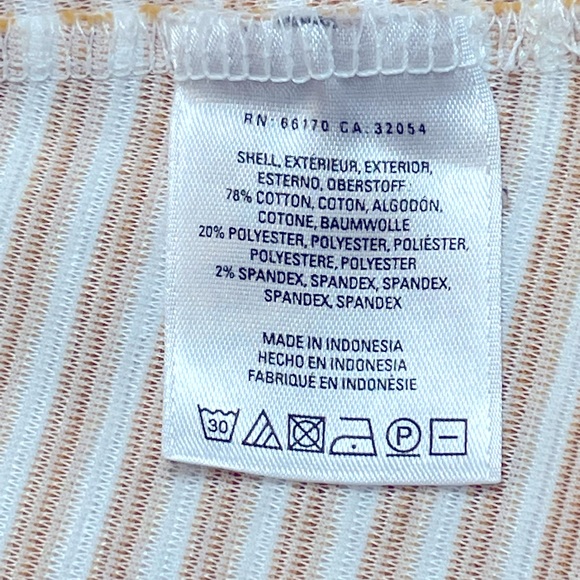 RN: 66170 CA: 32054
SHELL, EXTÉRIEUR, EXTERIOR,
ESTERNO, OBERSTOFF:
78% COTTON, COTON, ALGODÓN,
COTONE, BAUMWOLLE
20% POLYESTER, POLYESTER, POLIÉSTER,
POLYESTERE, POLYESTER
2% SPANDEX, SPANDEX, SPANDEX,
SPANDEX, SPANDEX
MADE IN INDONESIA
HECHO EN INDONESIA
FABRIQUÉ EN INDONÉSIE
30 P